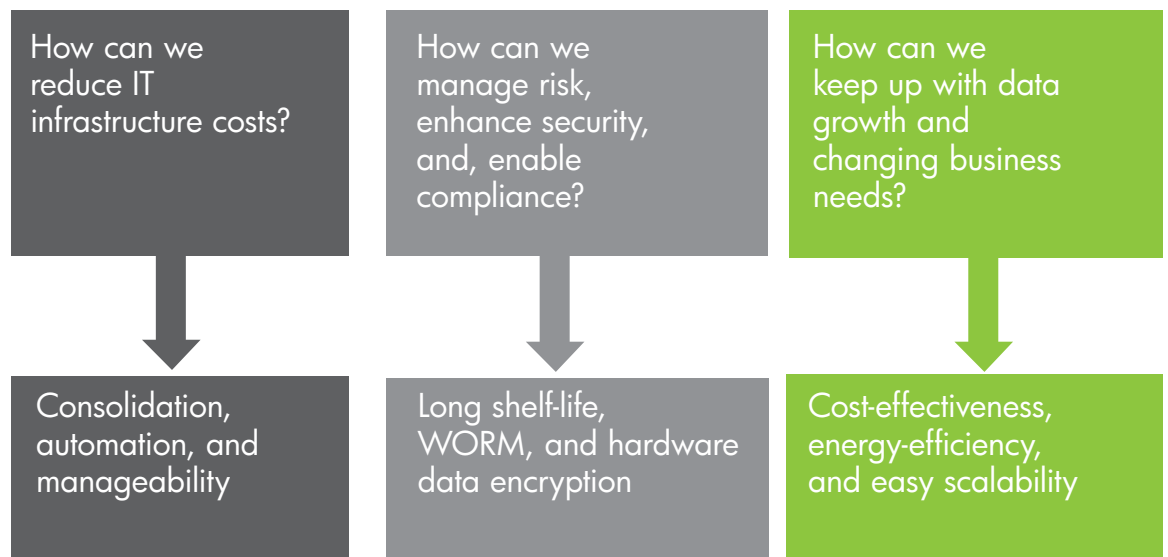 How can we
reduce IT
infrastructure costs?
How can we
manage risk,
enhance security,
and, enable
compliance?
How can we
keep up with data
growth and
changing business
needs?
Consolidation,
automation, and
manageability
Long shelf-life,
WORM, and hardware
data encryption
Cost-effectiveness,
energy-efficiency,
and easy scalability